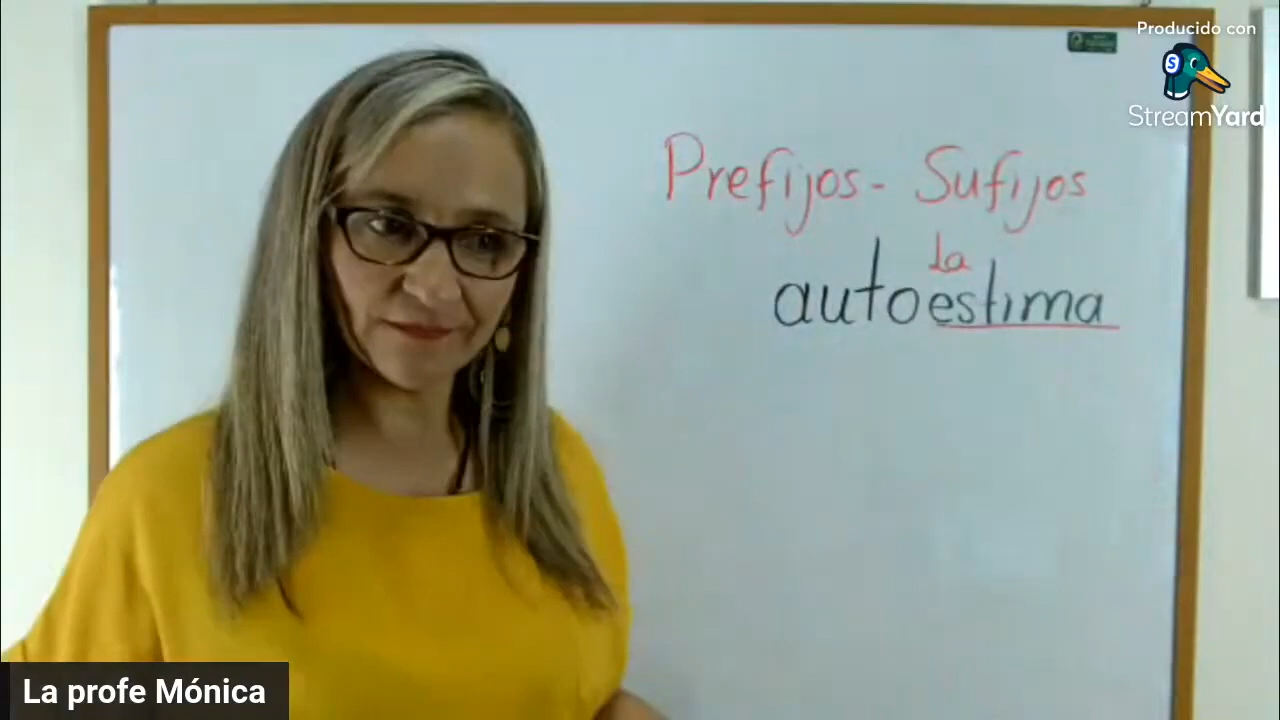 Producido con
StreamYard
Prefijos - Sufijos
la
autoestima
La profe Mónica